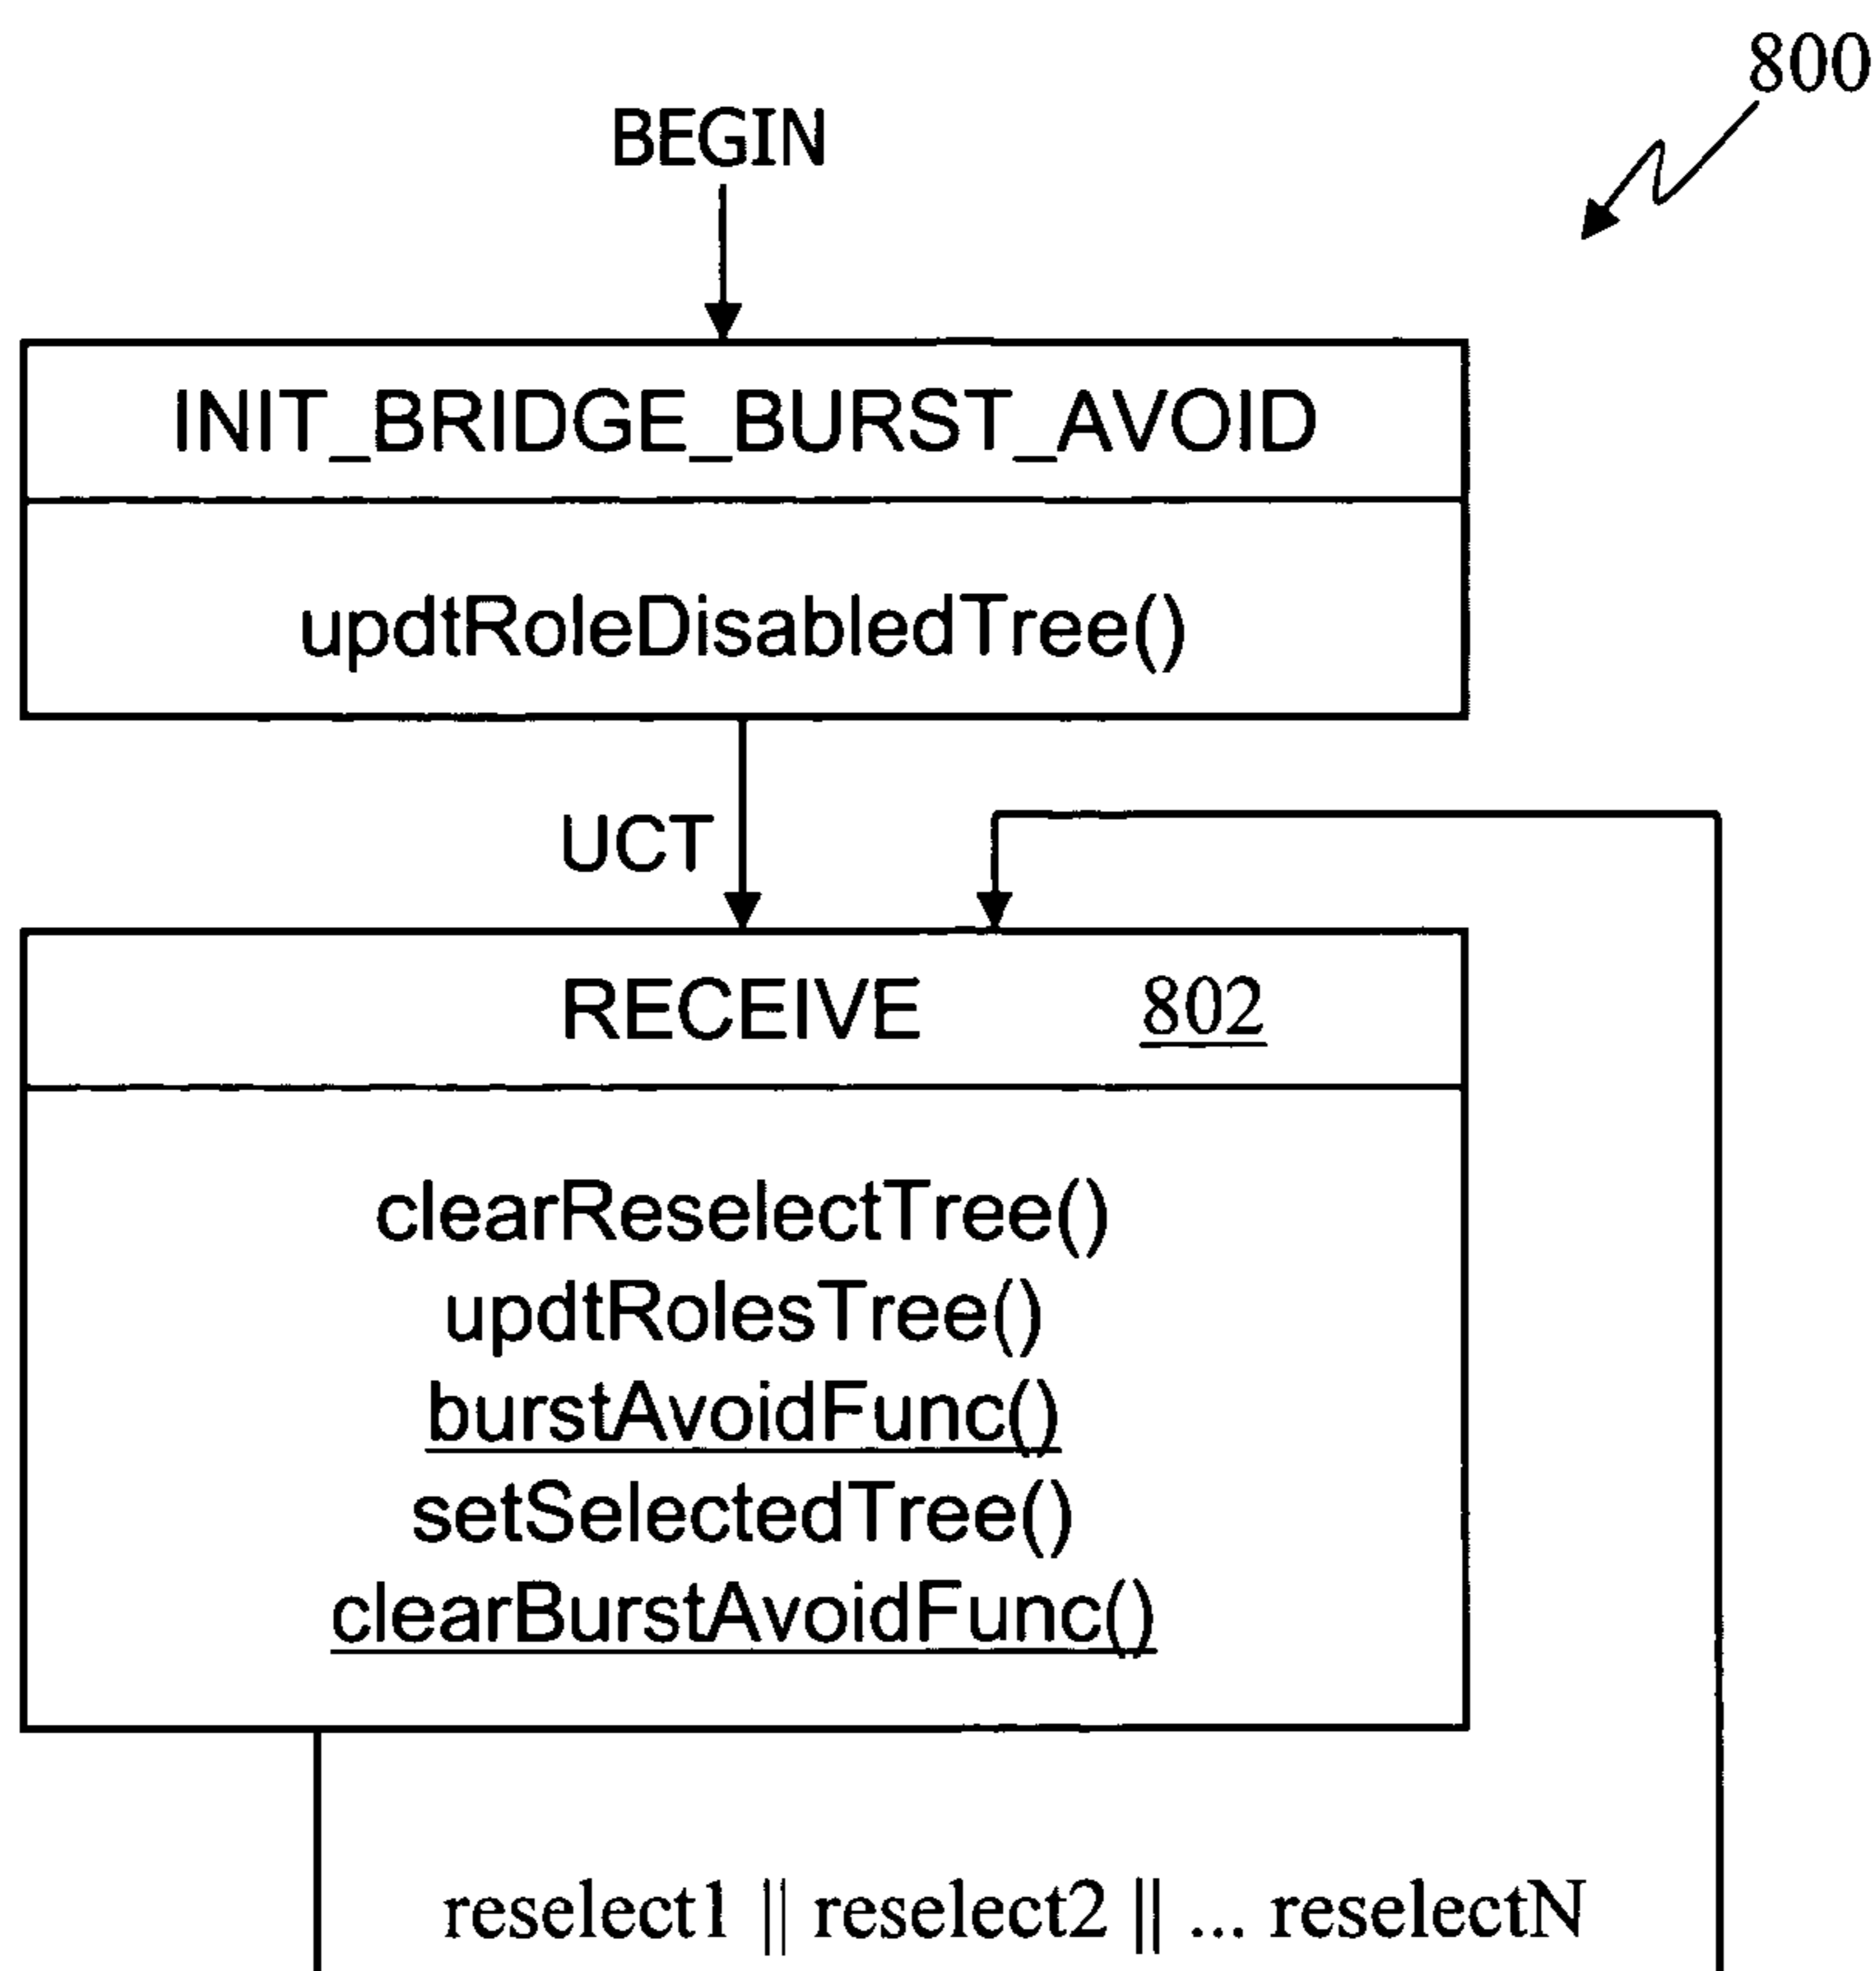 800
BEGIN
INIT_BRIDGE_BURST_AVOID
updtRoleDisabledTree()
UCT
RECEIVE 802
clearReselectTree()
updtRolesTree()
burstAvoidFunc()
setSelectedTree()
clearBurstAvoidFunc()
reselect1 || reselect2 || ... reselectN